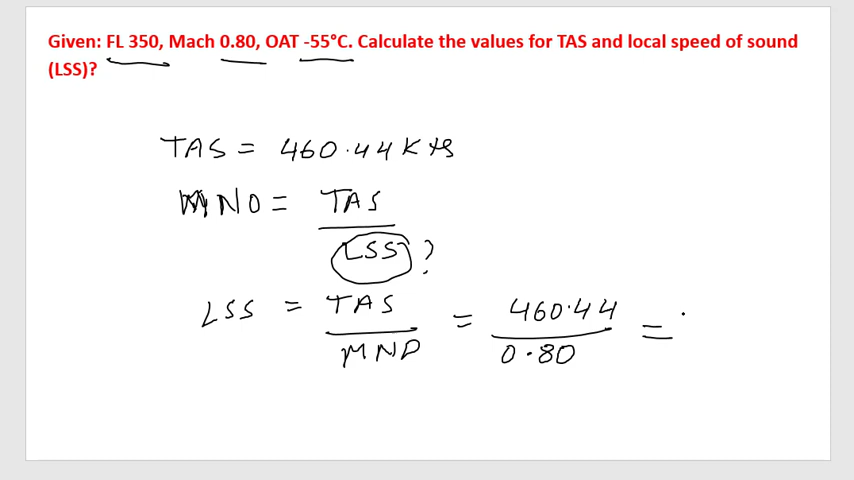 Given: FL 350, Mach 0.80, OAT -55°C. Calculate the values for TAS and local speed of sound
(LSS)?
TAS = 460.44 Kts
MNO = TAS
LSS ?
LSS = TAS / MNO = 460.44 / 0.80 =